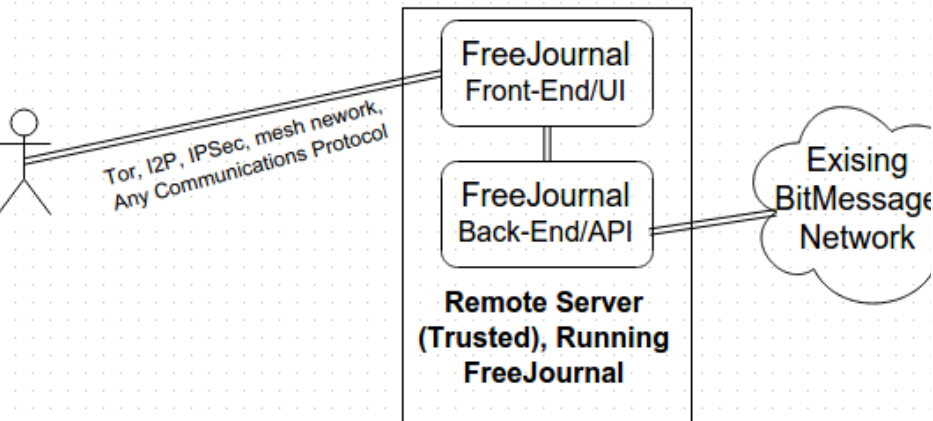 FreeJournal
Front-End/UI
Tor, I2P, IPSec, mesh nework,
Any Communications Protocol
FreeJournal
Back-End/API
Exising
BitMessage
Network
Remote Server
(Trusted), Running
FreeJournal